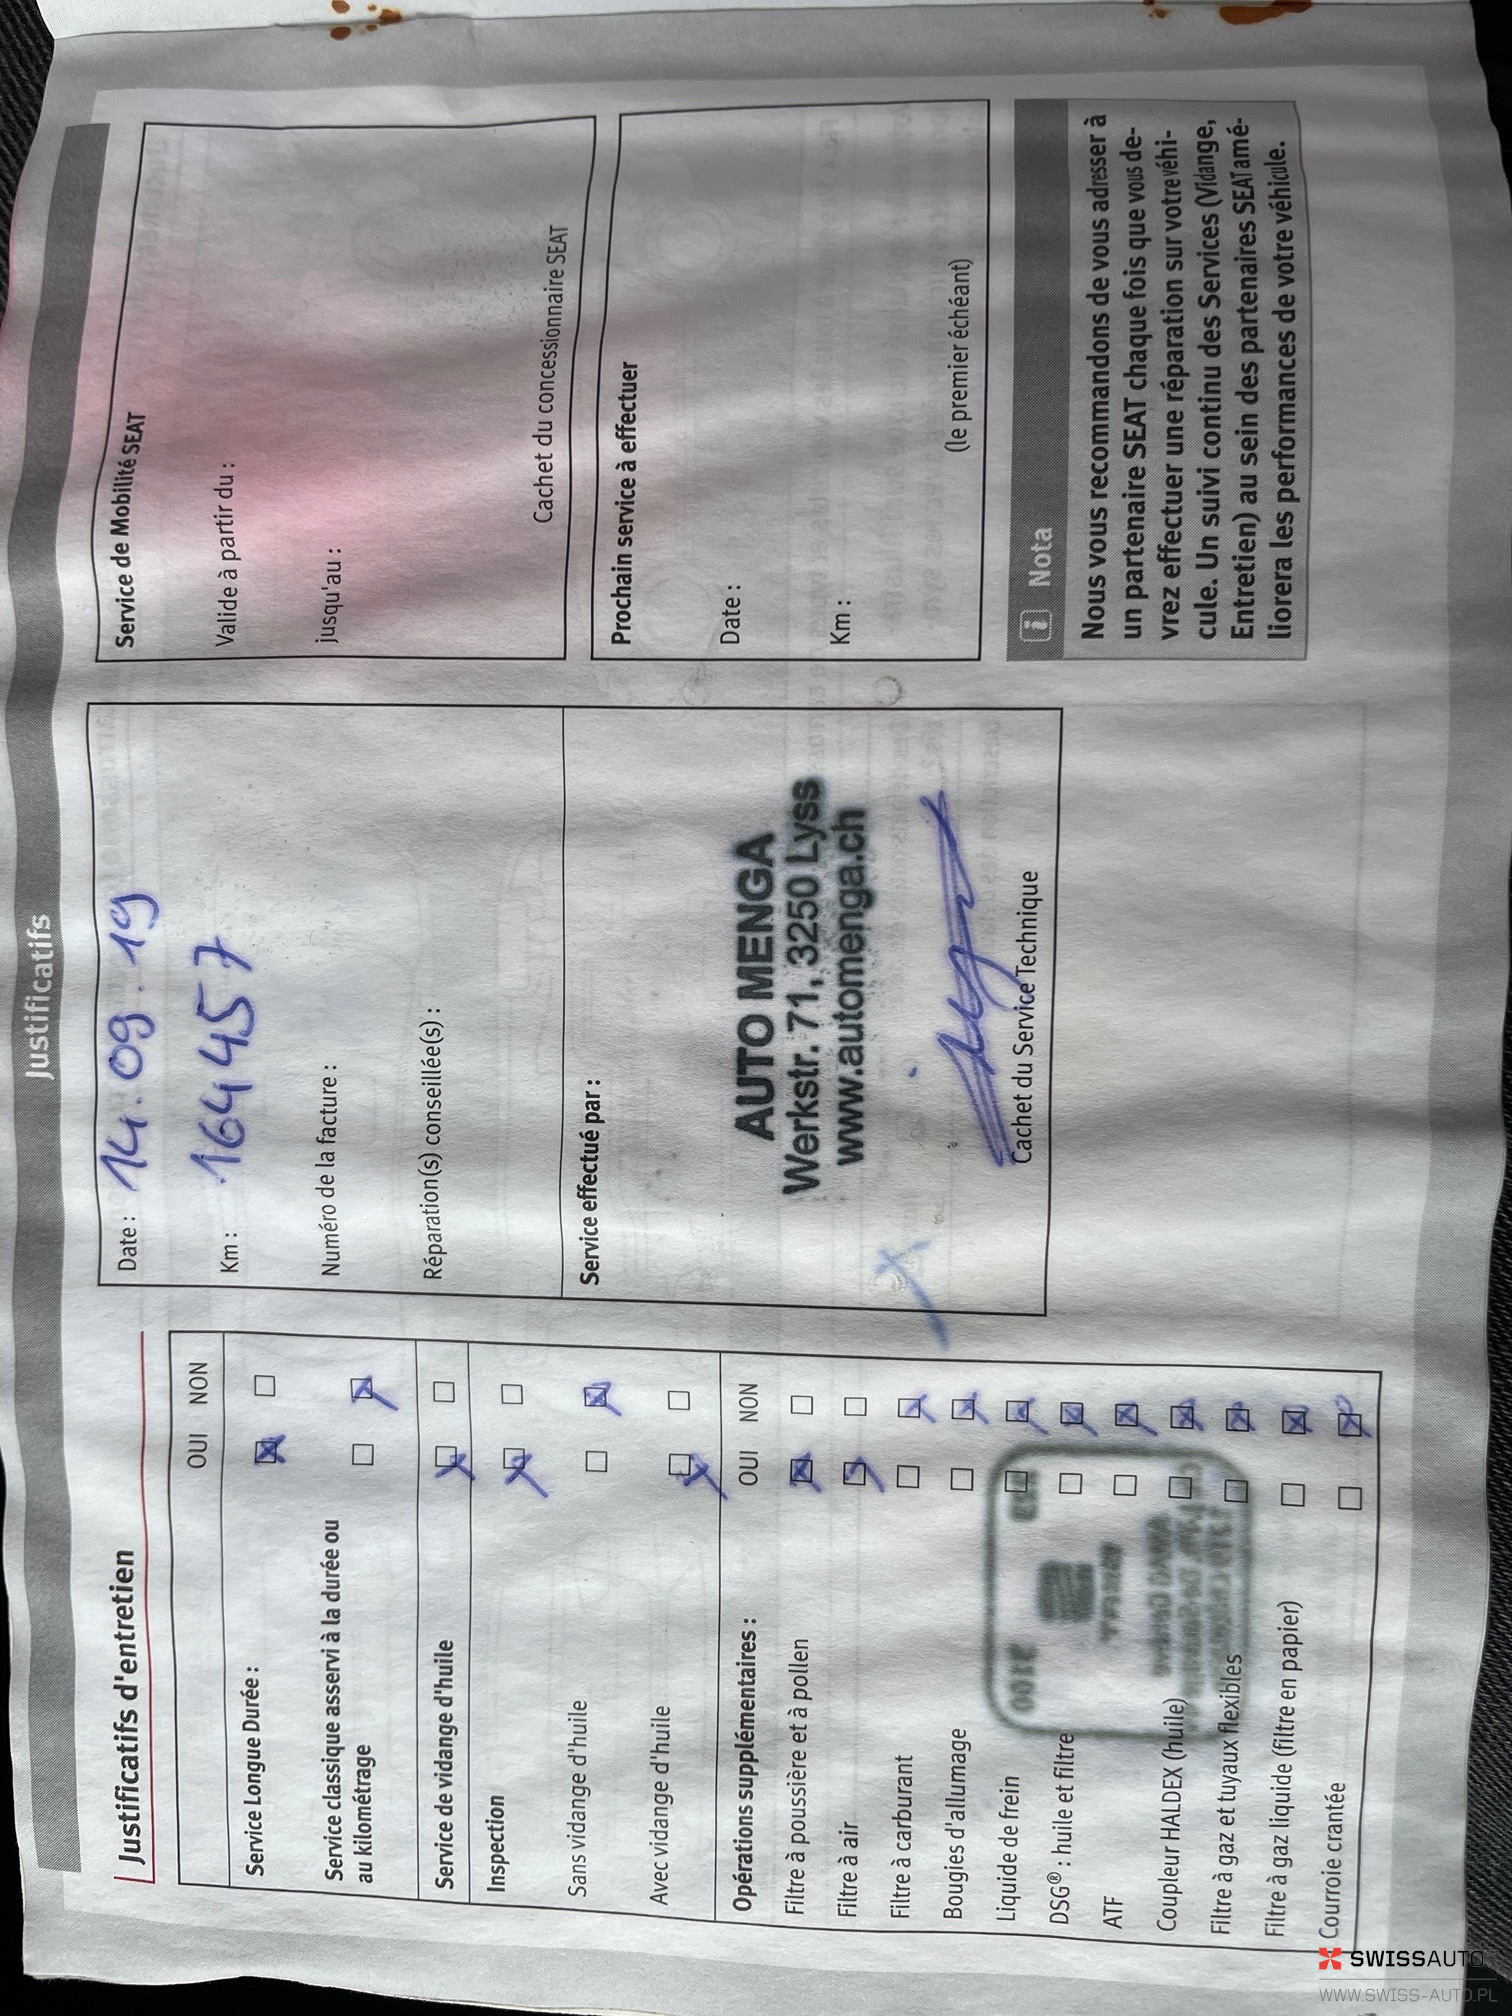 Justificatifs
Justificatifs d'entretien
OUI NON
Service Longue Durée :
Service classique asservi à la durée ou
au kilométrage
Service de vidange d'huile
Inspection
Sans vidange d'huile
Avec vidange d'huile
Opérations supplémentaires : OUI NON
Filtre à poussière et à pollen
Filtre à air
Filtre à carburant
Bougies d'allumage
Liquide de frein
DSG® : huile et filtre
ATF
Coupleur HALDEX (huile)
Filtre à gaz et tuyaux flexibles
Filtre à gaz liquide (filtre en papier)
Courroie crantée
Date : 14.09.19
Km : 164457
Numéro de la facture :
Réparation(s) conseillée(s) :
Service effectué par :
AUTO MENGA
Werkstr. 71, 3250 Lyss
www.automenga.ch
Cachet du Service Technique
Service de Mobilité SEAT
Valide à partir du :
jusqu'au :
Cachet du concessionnaire SEAT
Prochain service à effectuer
Date :
Km :
(le premier échéant)
i Nota
Nous vous recommandons de vous adresser à
un partenaire SEAT chaque fois que vous de-
vrez effectuer une réparation sur votre véhi-
cule. Un suivi continu des Services (Vidange,
Entretien) au sein des partenaires SEAT amé-
liorera les performances de votre véhicule.
SWISSAUTO
WWW.SWISS-AUTO.PL